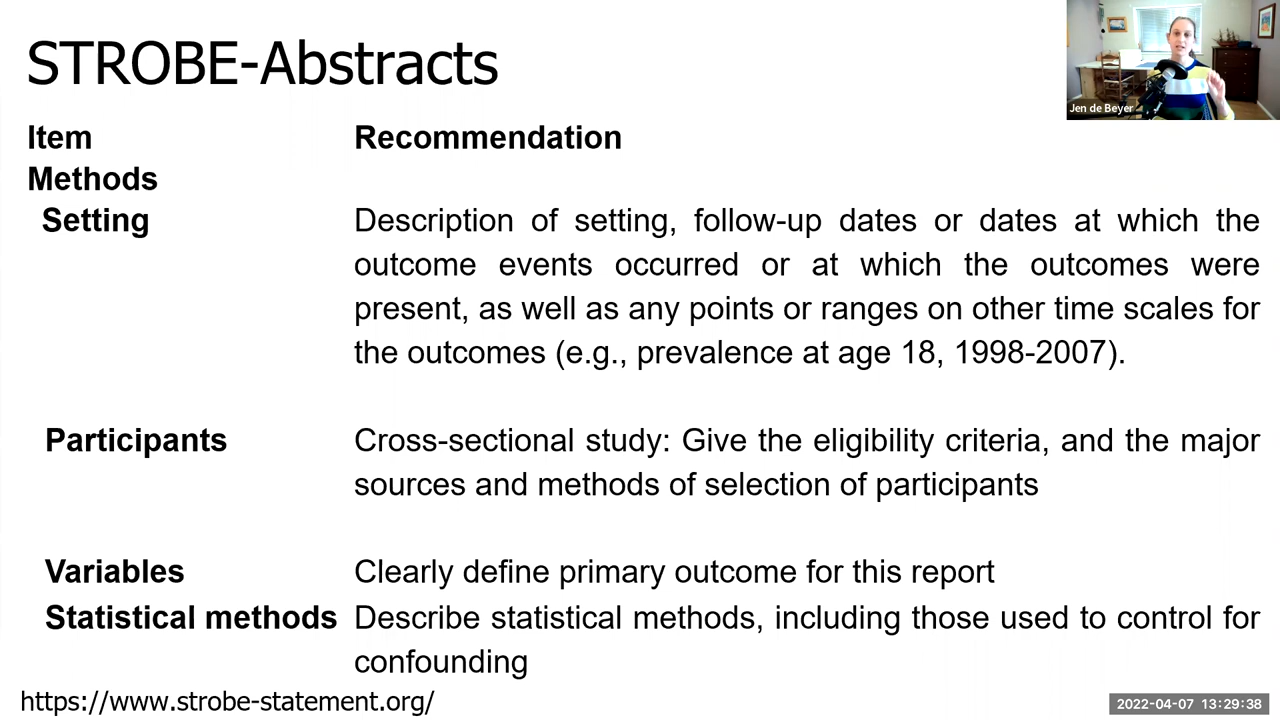 STROBE-Abstracts
Jen de Beyer
Item Recommendation
Methods
Setting Description of setting, follow-up dates or dates at which the
outcome events occurred or at which the outcomes were
present, as well as any points or ranges on other time scales for
the outcomes (e.g., prevalence at age 18, 1998-2007).
Participants Cross-sectional study: Give the eligibility criteria, and the major
sources and methods of selection of participants
Variables Clearly define primary outcome for this report
Statistical methods Describe statistical methods, including those used to control for
confounding
https://www.strobe-statement.org/
2022-04-07 13:29:38